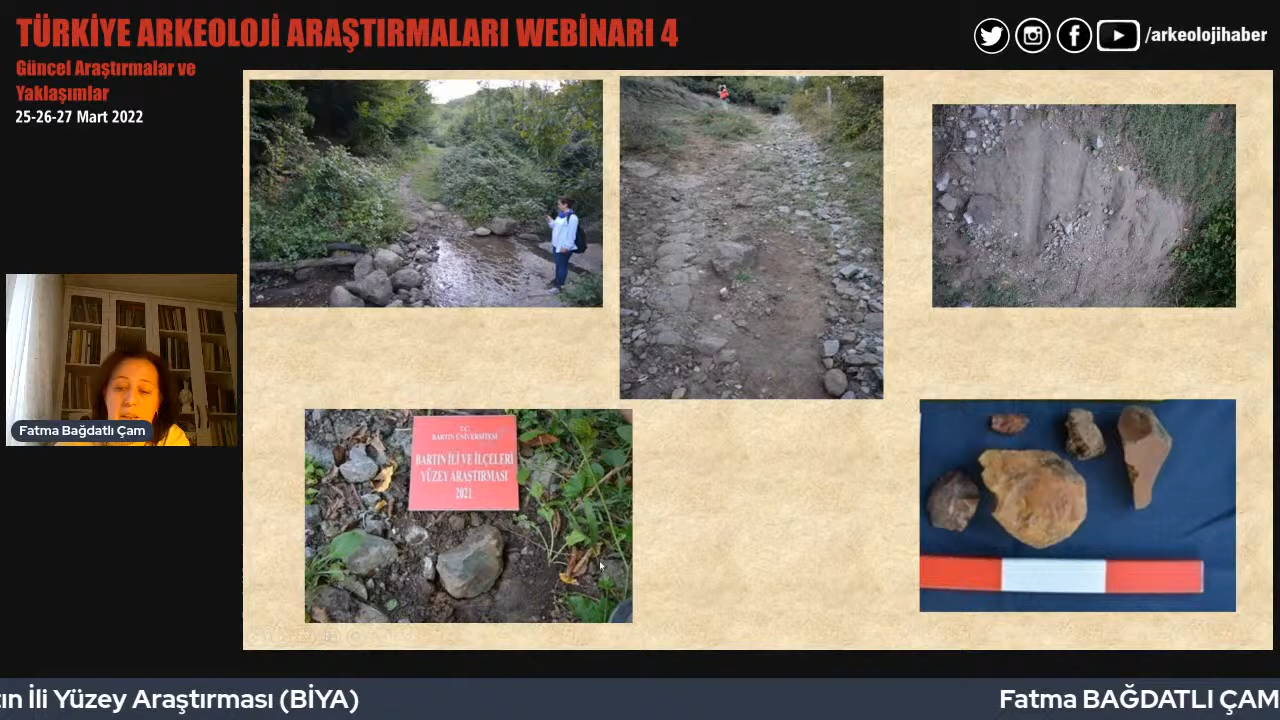 TÜRKİYE ARKEOLOJİ ARAŞTIRMALARI WEBİNARI 4
Güncel Araştırmalar ve
Yaklaşımlar
25-26-27 Mart 2022
/arkeolojihaber
Fatma Bağdatlı Çam
T.C.
BARTIN ÜNİVERSİTESİ
BARTIN İLİ VE İLÇELERİ
YÜZEY ARAŞTIRMASI
2021
İli Yüzey Araştırması (BİYA)
Fatma BAĞDATLI ÇAM